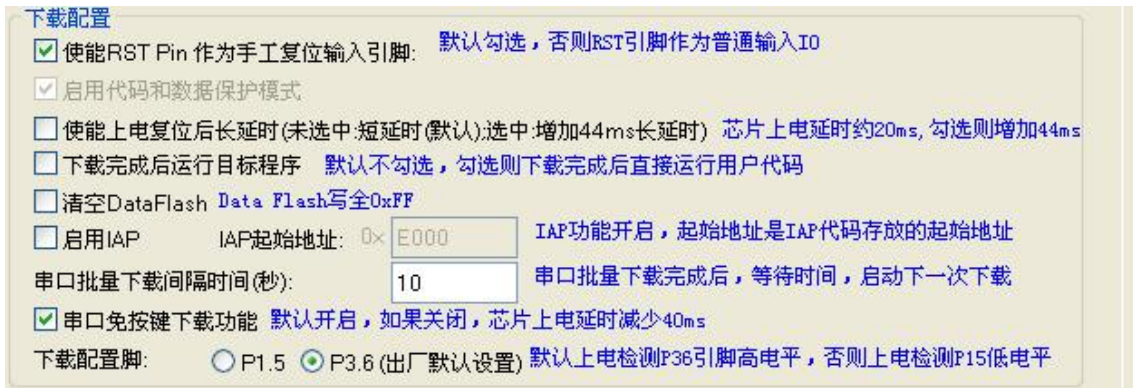 下载配置
使能RST Pin 作为手工复位输入引脚: 默认勾选，否则RST引脚作为普通输入IO
启用代码和数据保护模式
使能上电复位后长延时(未选中:短延时(默认);选中:增加44ms长延时) 芯片上电延时约20ms, 勾选则增加44ms
下载完成后运行目标程序 默认不勾选，勾选则下载完成后直接运行用户代码
清空DataFlash Data Flash写全0xFF
启用IAP IAP起始地址: 0x E000 IAP功能开启，起始地址是IAP代码存放的起始地址
串口批量下载间隔时间(秒): 10 串口批量下载完成后，等待时间，启动下一次下载
串口免按键下载功能 默认开启，如果关闭，芯片上电延时减少40ms
下载配置脚: P1.5 P3.6(出厂默认设置) 默认上电检测P36引脚高电平，否则上电检测P15低电平